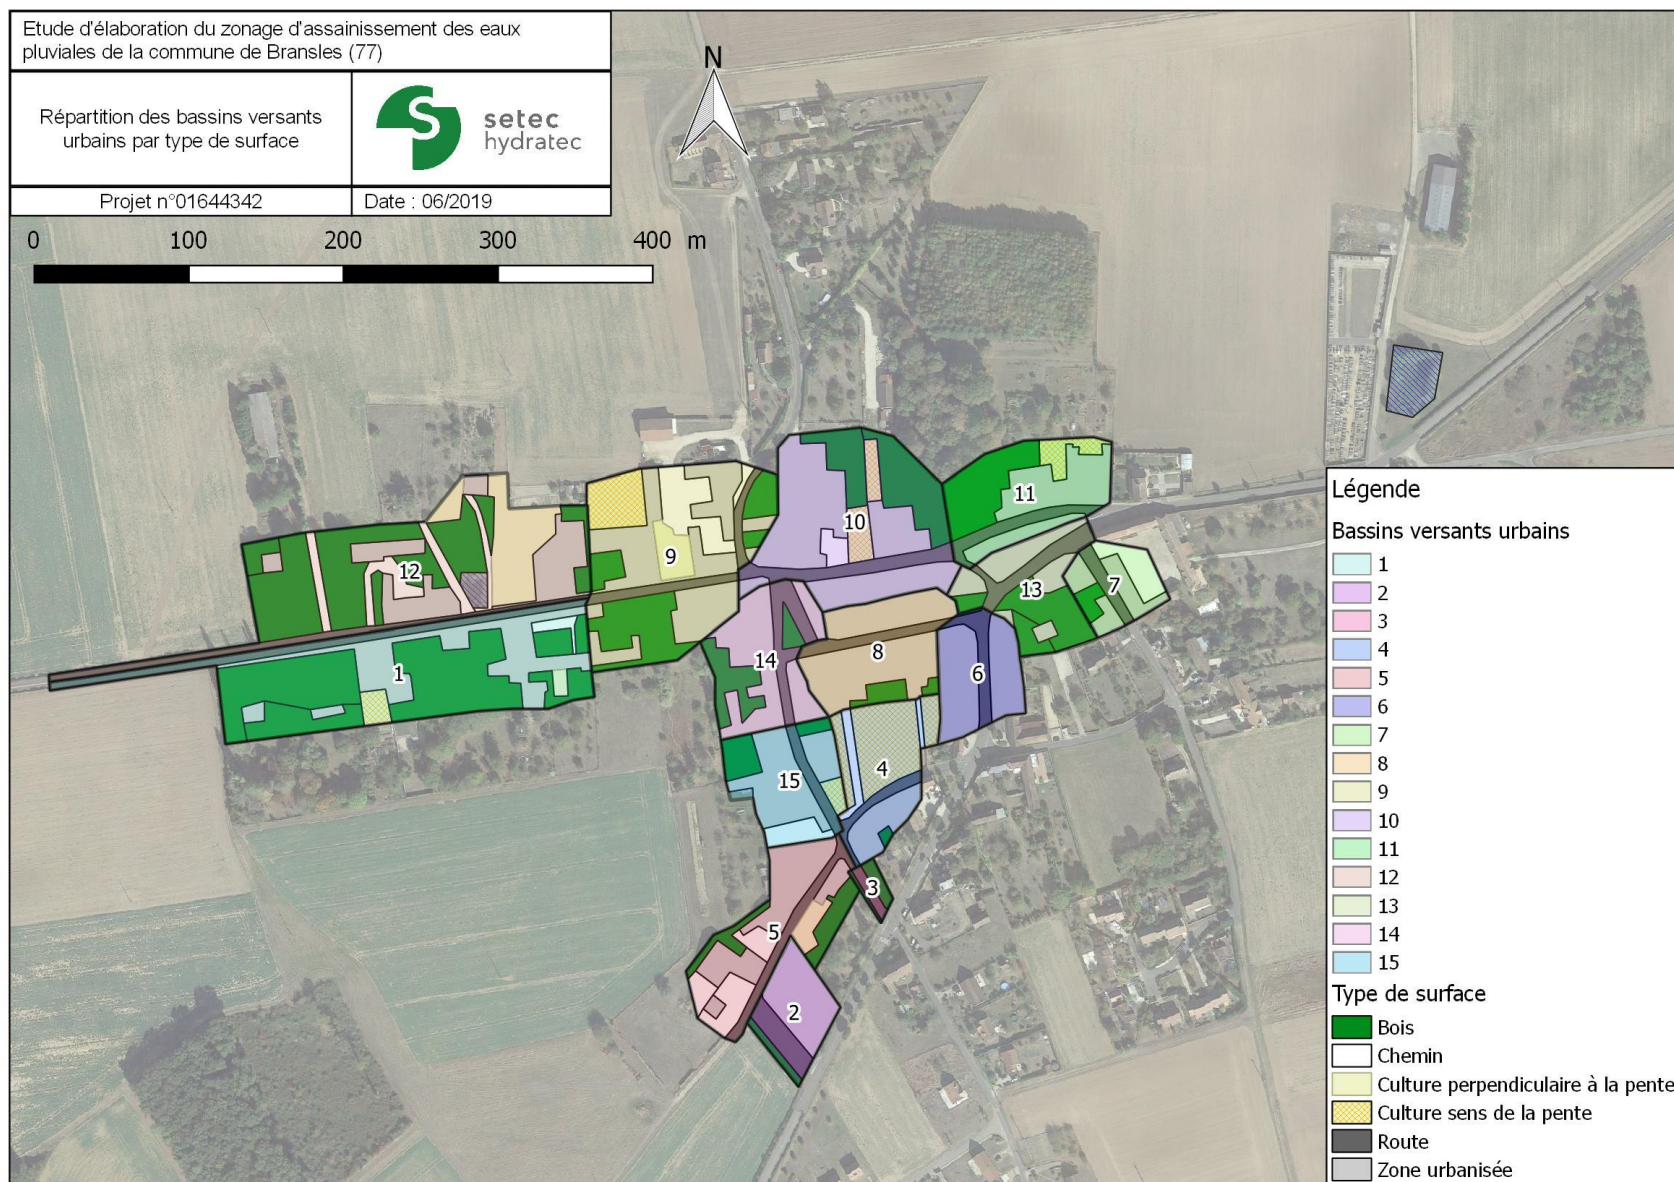 Etude d'élaboration du zonage d'assainissement des eaux
pluviales de la commune de Bransles (77)
Répartition des bassins versants
urbains par type de surface
setec
hydratec
Projet n°01644342
Date : 06/2019
N
0 100 200 300 400 m
11
10
9
12
13
7
14
8
6
1
15
4
3
5
2
Légende
Bassins versants urbains
1
2
3
4
5
6
7
8
9
10
11
12
13
14
15
Type de surface
Bois
Chemin
Culture perpendiculaire à la pente
Culture sens de la pente
Route
Zone urbanisée